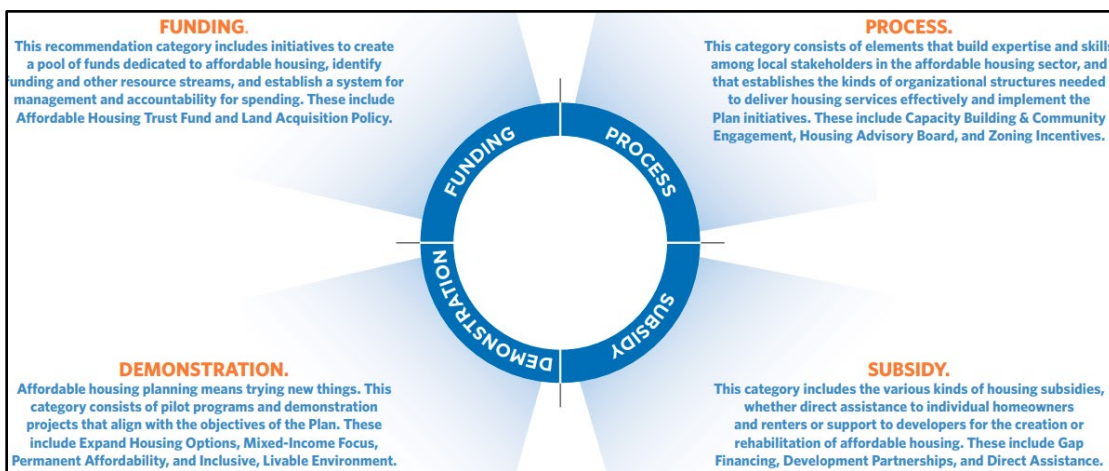 FUNDING.
This recommendation category includes initiatives to create
a pool of funds dedicated to affordable housing, identify
funding and other resource streams, and establish a system for
management and accountability for spending. These include
Affordable Housing Trust Fund and Land Acquisition Policy.
PROCESS.
This category consists of elements that build expertise and skills
among local stakeholders in the affordable housing sector, and
that establishes the kinds of organizational structures needed
to deliver housing services effectively and implement the
Plan initiatives. These include Capacity Building & Community
Engagement, Housing Advisory Board, and Zoning Incentives.
FUNDING
PROCESS
DEMONSTRATION
SUBSIDY
DEMONSTRATION.
Affordable housing planning means trying new things. This
category consists of pilot programs and demonstration
projects that align with the objectives of the Plan. These
include Expand Housing Options, Mixed-Income Focus,
Permanent Affordability, and Inclusive, Livable Environment.
SUBSIDY.
This category includes the various kinds of housing subsidies,
whether direct assistance to individual homeowners
and renters or support to developers for the creation or
rehabilitation of affordable housing. These include Gap
Financing, Development Partnerships, and Direct Assistance.